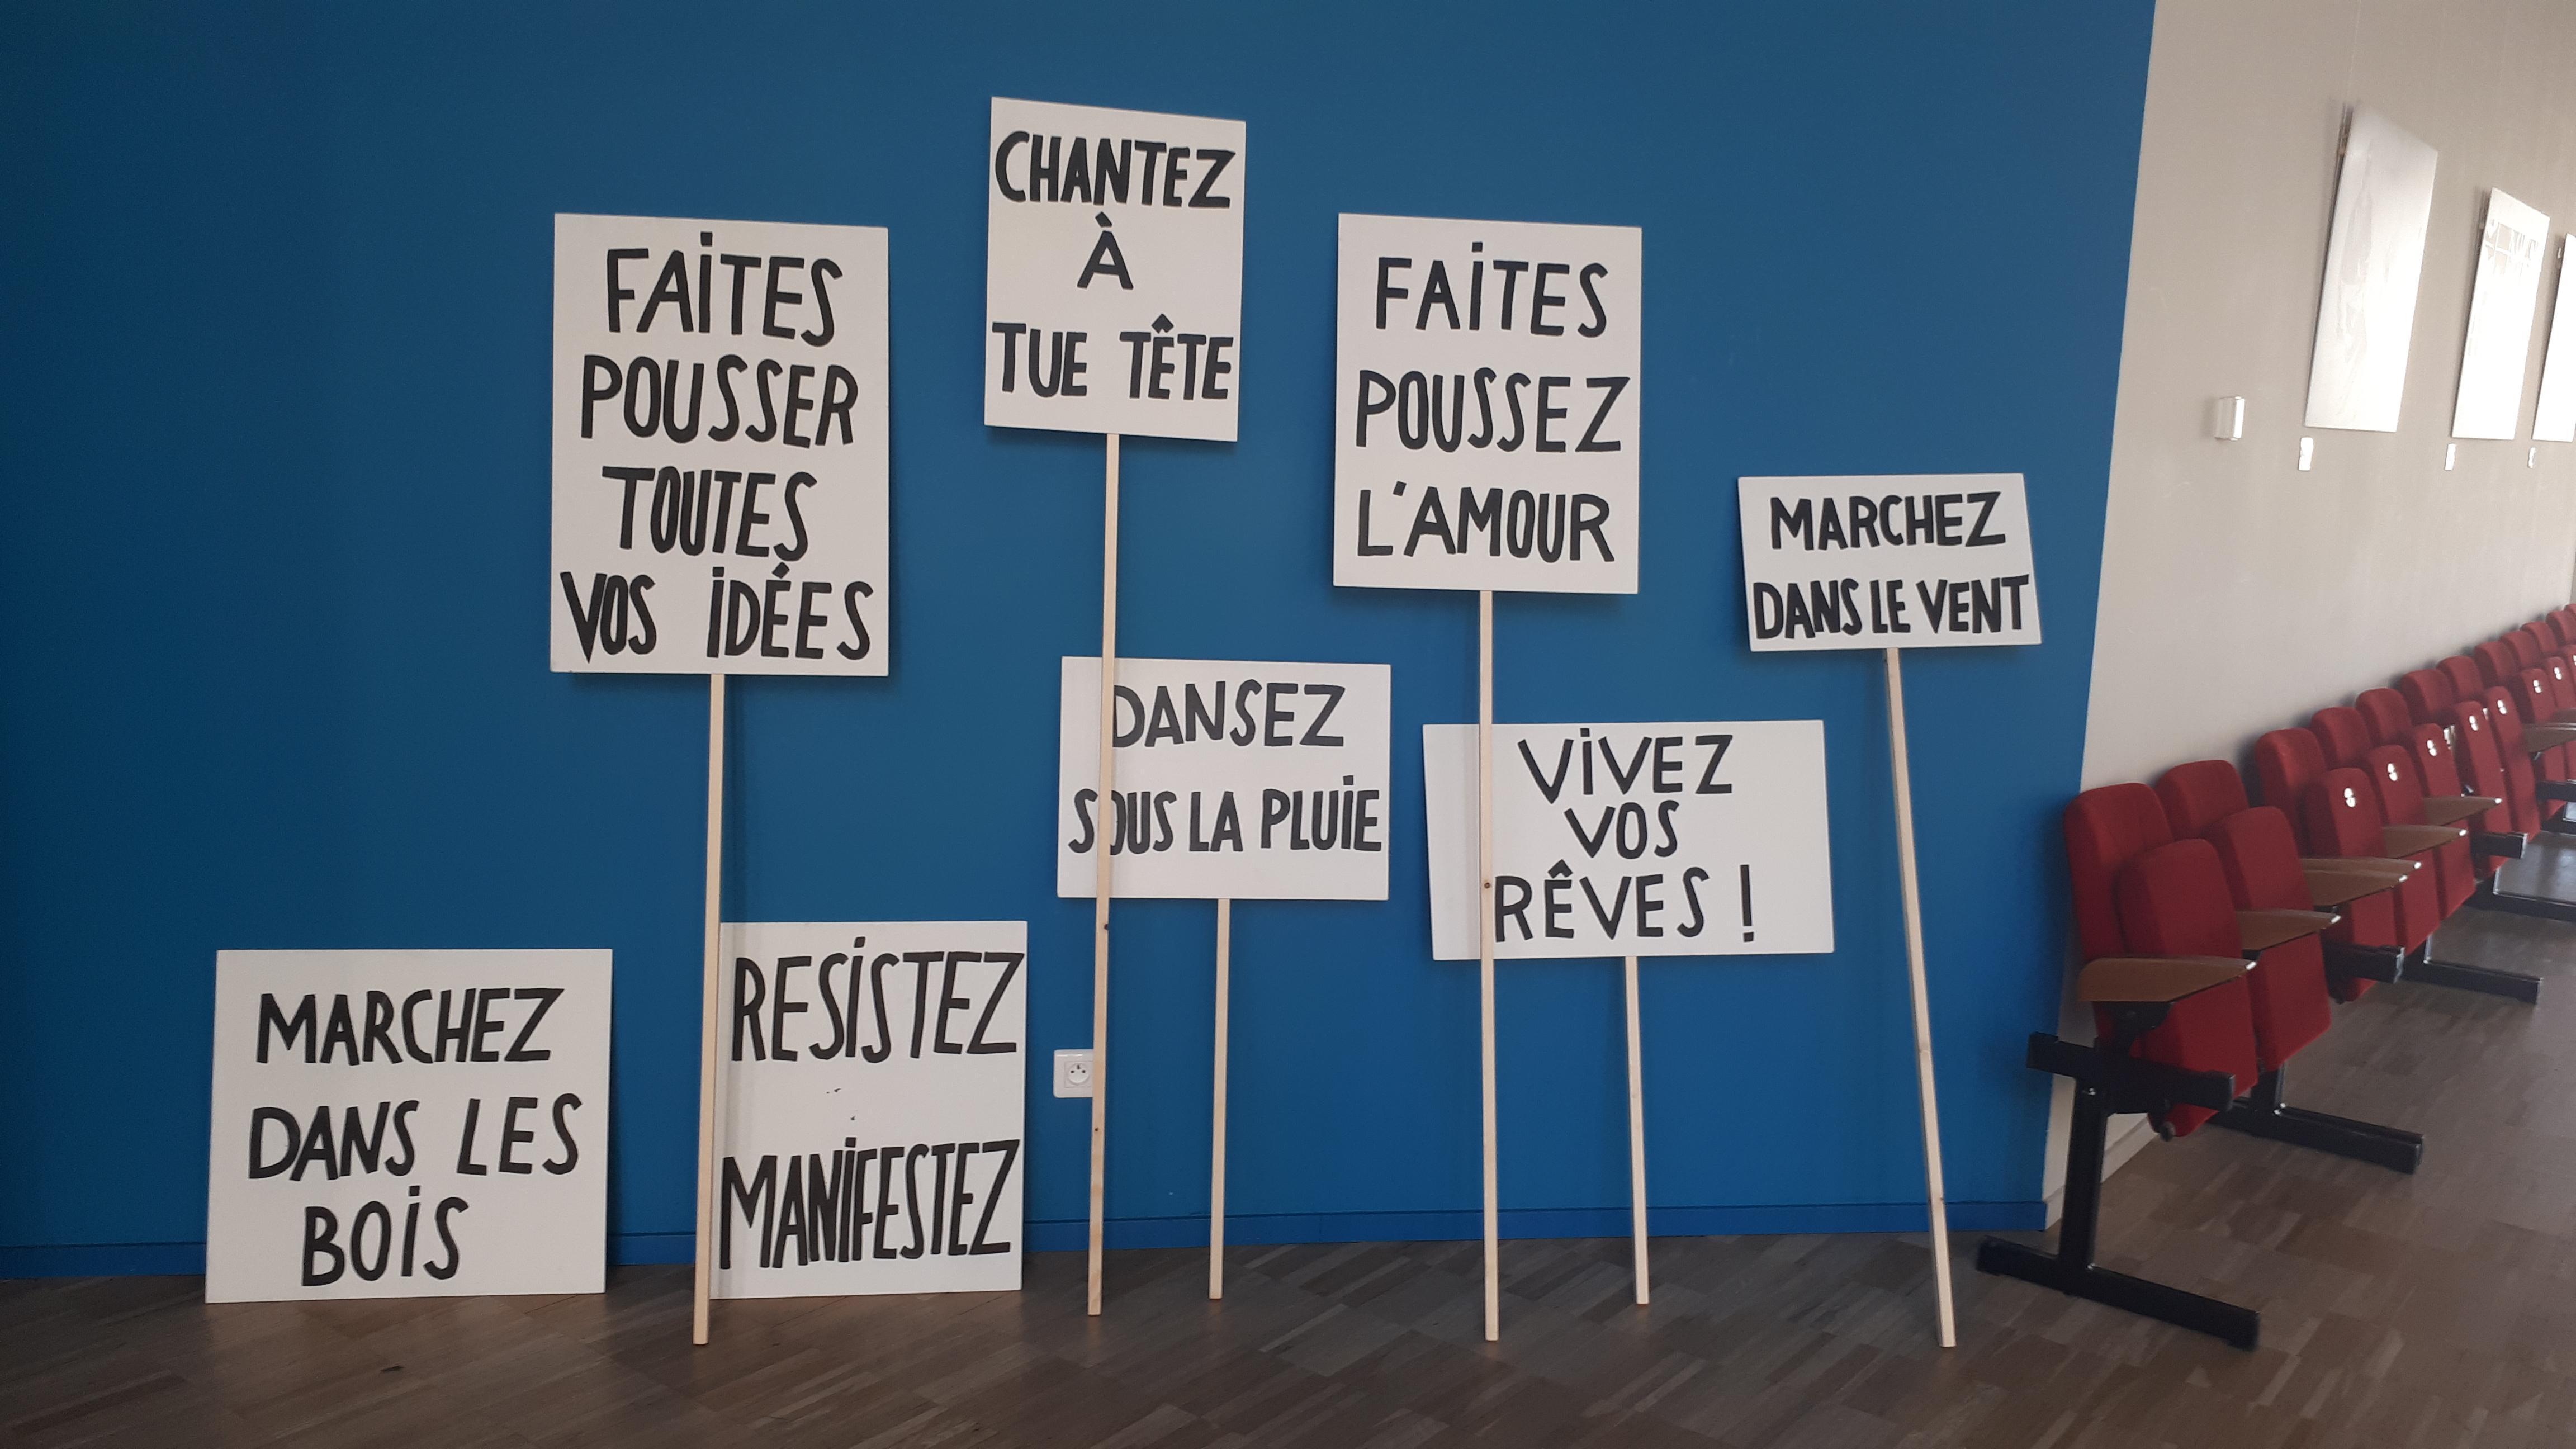 FAiTES
POUSSER
TOUTES
VOS iDÉES
CHANTEZ
À
TUE TÊTE
FAiTES
POUSSEZ
L'AMOUR
MARCHEZ
DANS LE VENT
DANSEZ
SOUS LA PLUiE
ViVEZ
VOS
RÊVES !
MARCHEZ
DANS LES
BOiS
RESiSTEZ
MANiFESTEZ